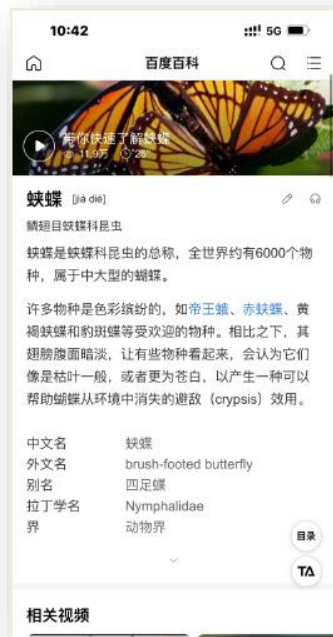 10:42 5G
百度百科
带你快速了解蛱蝶
11.9万 25"
蛱蝶 [jiá dié]
鳞翅目蛱蝶科昆虫
蛱蝶是蛱蝶科昆虫的总称，全世界约有6000个物
种，属于中大型的蝴蝶。
许多物种是色彩缤纷的，如帝王蛾、赤蛱蝶、黄
褐蛱蝶和豹斑蝶等受欢迎的物种。相比之下，其
翅膀腹面暗淡，让有些物种看起来，会认为它们
像是枯叶一般，或者更为苍白，以产生一种可以
帮助蝴蝶从环境中消失的避敌（crypsis）效用。
中文名 蛱蝶
外文名 brush-footed butterfly
别名 四足蝶
拉丁学名 Nymphalidae
界 动物界
目录
TA
相关视频